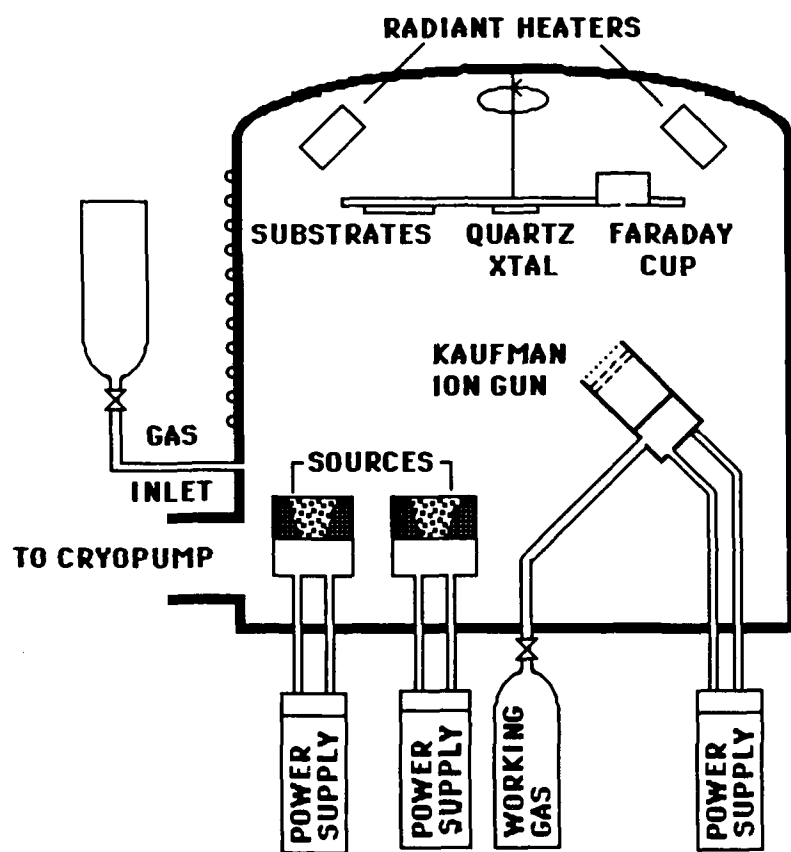 RADIANT HEATERS
SUBSTRATES
QUARTZ
XTAL
FARADAY
CUP
KAUFMAN
ION GUN
GAS
INLET
SOURCES
TO CRYOPUMP
POWER
SUPPLY
POWER
SUPPLY
WORKING
GAS
POWER
SUPPLY